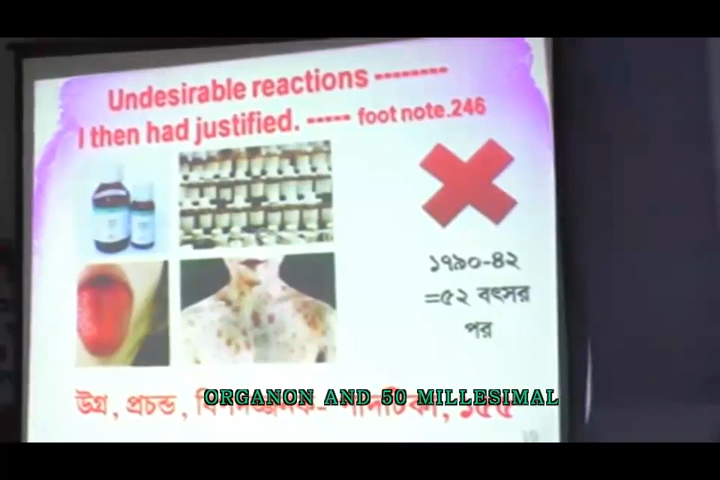 Undesirable reactions --------
I then had justified. ----- foot note.246
১৭৯০-৪২
=৫২ বৎসর
পর
উগ্র, প্রচন্ড, ১৫৫
ORGANON AND 50 MILLESIMAL